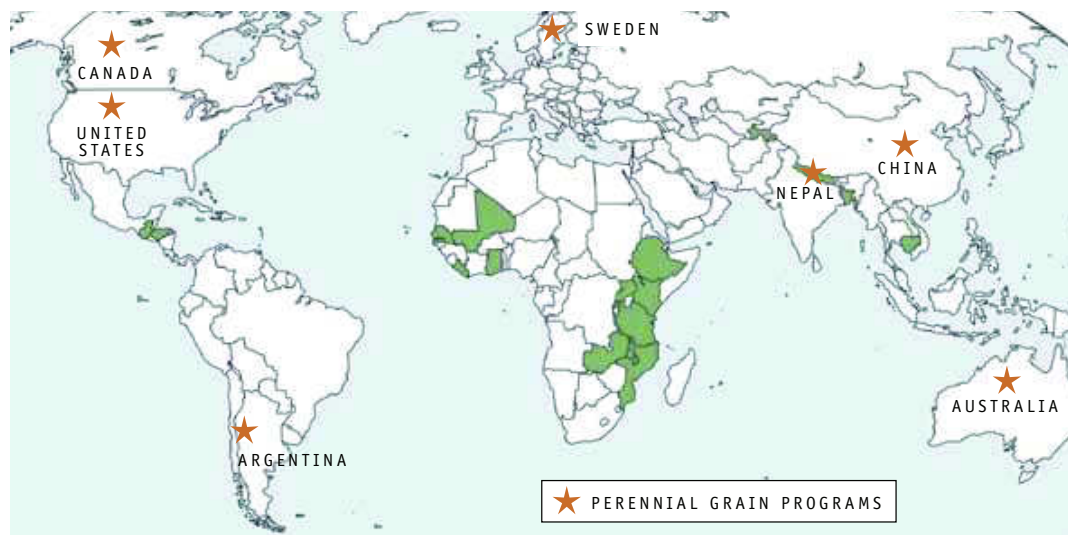 SWEDEN
CANADA
UNITED
STATES
CHINA
NEPAL
AUSTRALIA
ARGENTINA
PERENNIAL GRAIN PROGRAMS